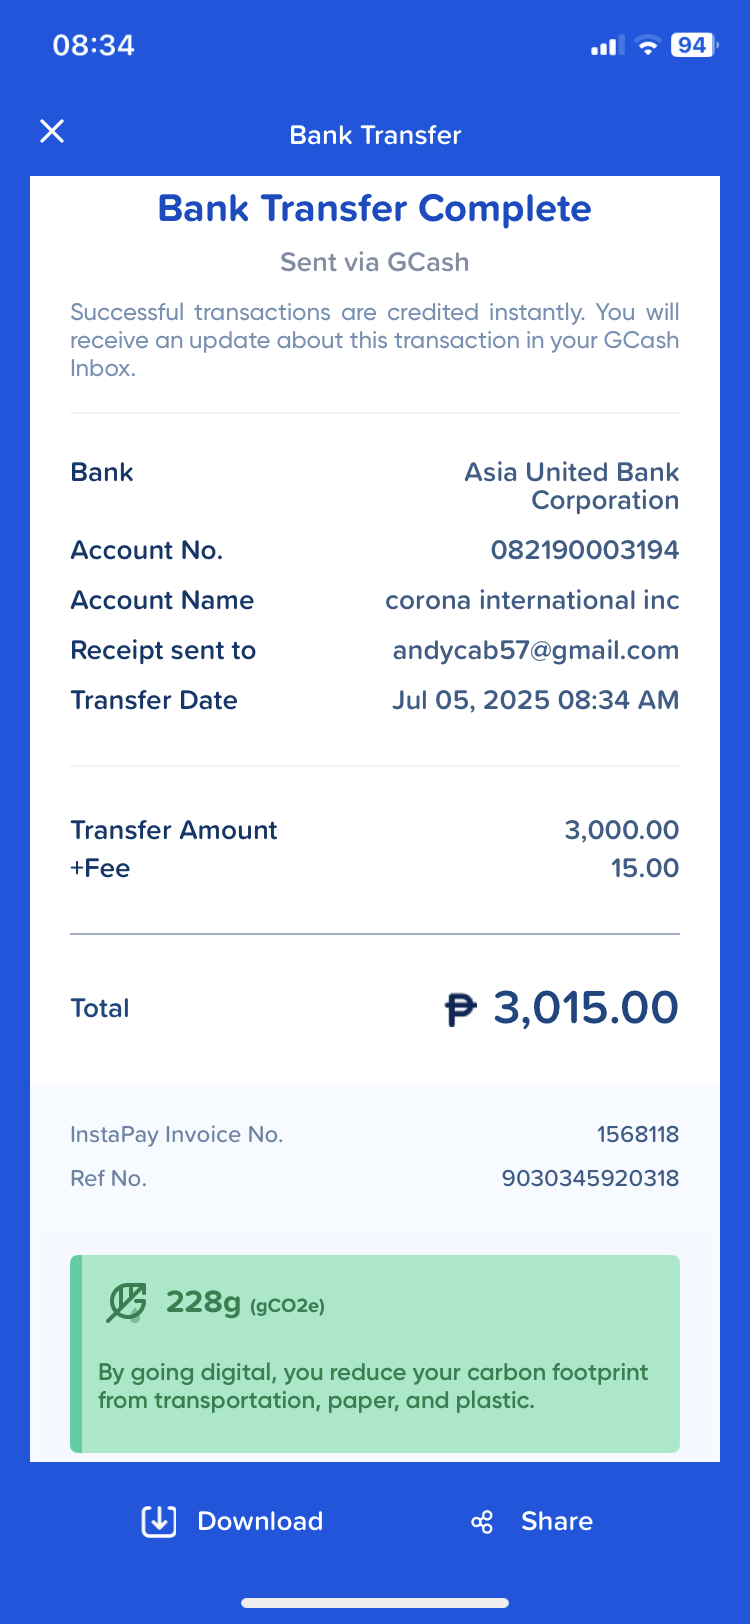 08:34
94
Bank Transfer
Bank Transfer Complete
Sent via GCash
Successful transactions are credited instantly. You will
receive an update about this transaction in your GCash
Inbox.
Bank Asia United Bank
Corporation
Account No. 082190003194
Account Name corona international inc
Receipt sent to andycab57@gmail.com
Transfer Date Jul 05, 2025 08:34 AM
Transfer Amount 3,000.00
+Fee 15.00
Total ₱ 3,015.00
InstaPay Invoice No. 1568118
Ref No. 9030345920318
228g (gCO2e)
By going digital, you reduce your carbon footprint
from transportation, paper, and plastic.
Download Share